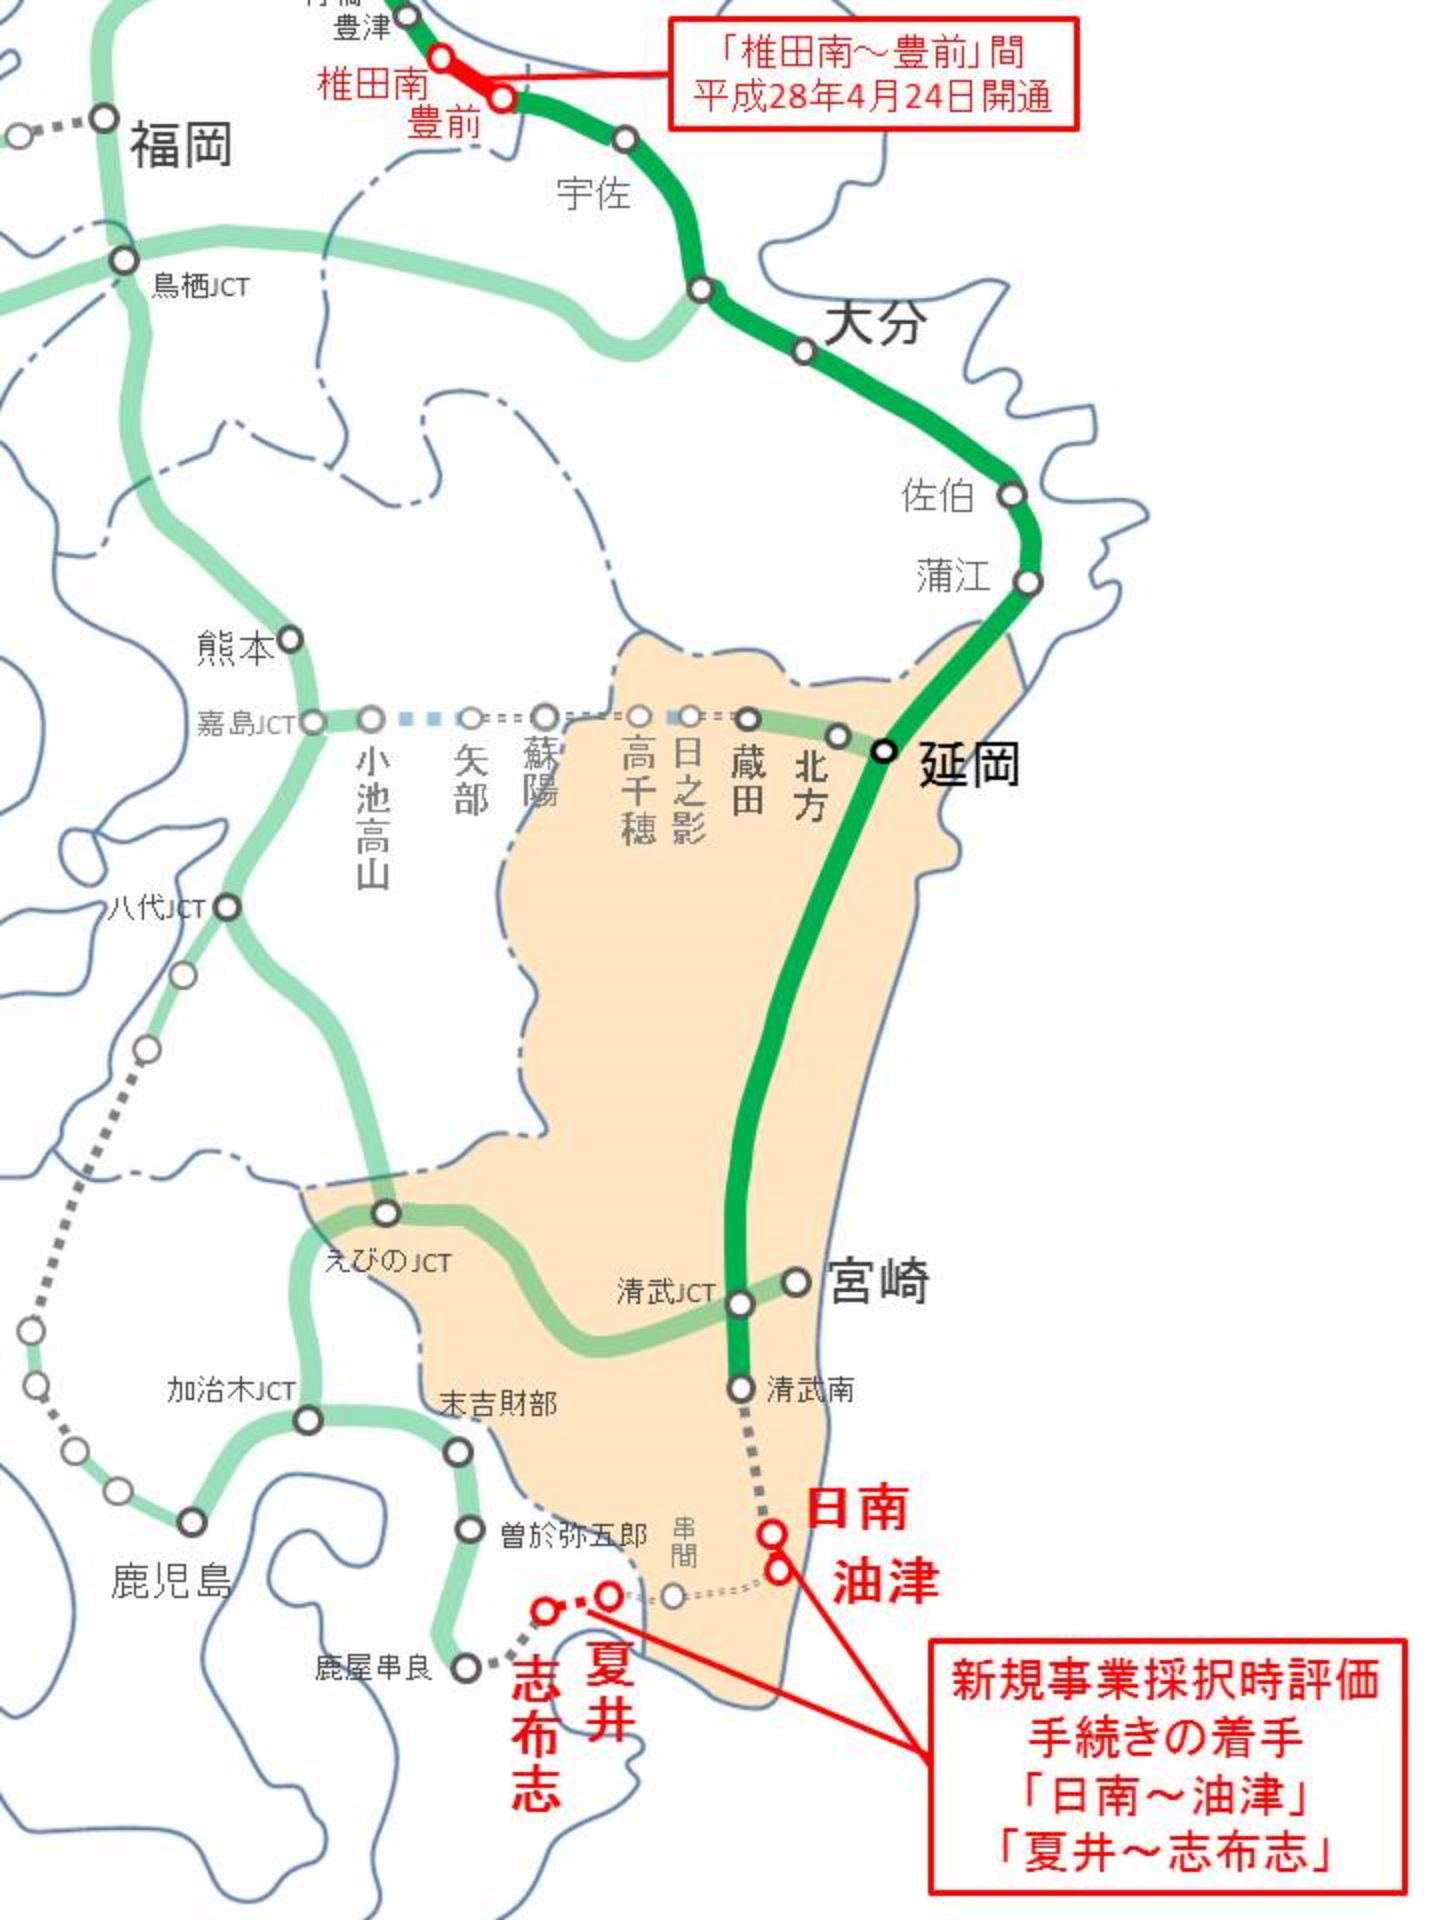 豊津
「椎田南～豊前」間
平成28年4月24日開通
椎田南
豊前
福岡
宇佐
鳥栖JCT
大分
佐伯
蒲江
熊本
嘉島JCT
小池高山
矢部
蘇陽
高千穂
日之影
蔵田
北方
延岡
八代JCT
えびのJCT
清武JCT
宮崎
加治木JCT
末吉財部
清武南
日南
曽於弥五郎
串間
油津
鹿児島
鹿屋串良
志布志
夏井
新規事業採択時評価
手続きの着手
「日南～油津」
「夏井～志布志」